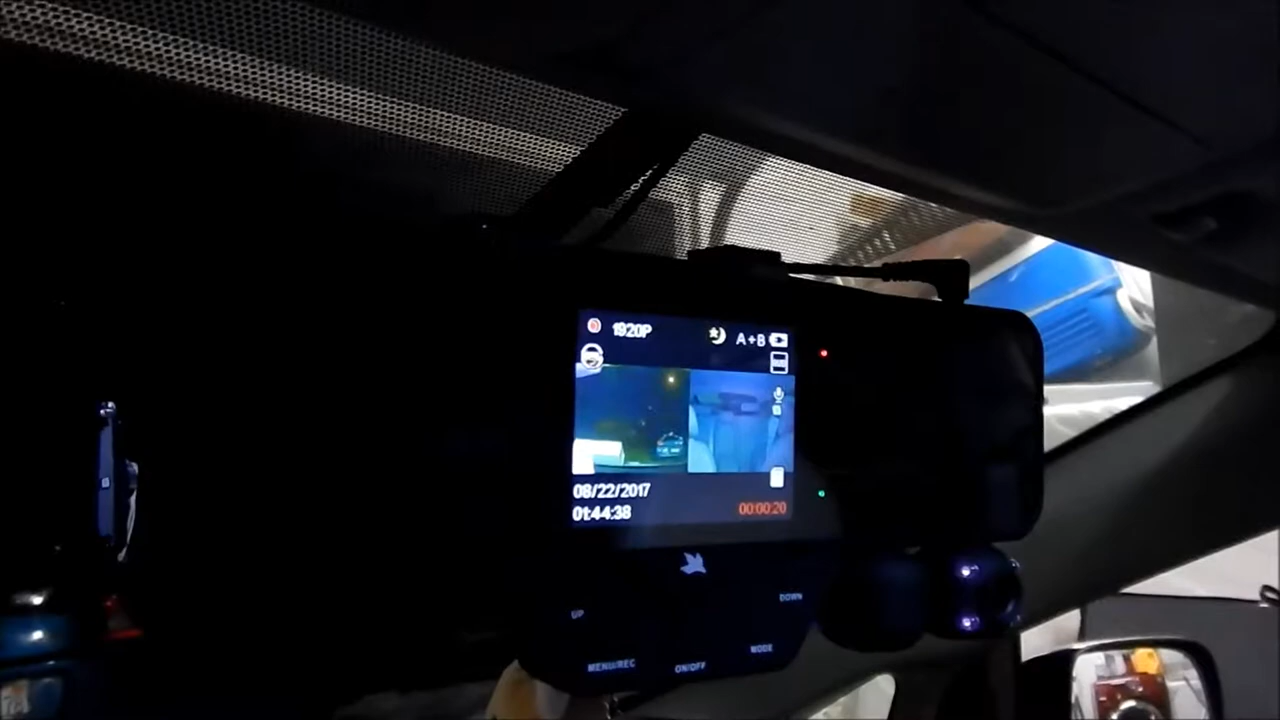 1920P A+B
08/22/2017
01:44:38 00:00:20
UP DOWN
MENU/REC ON/OFF MODE